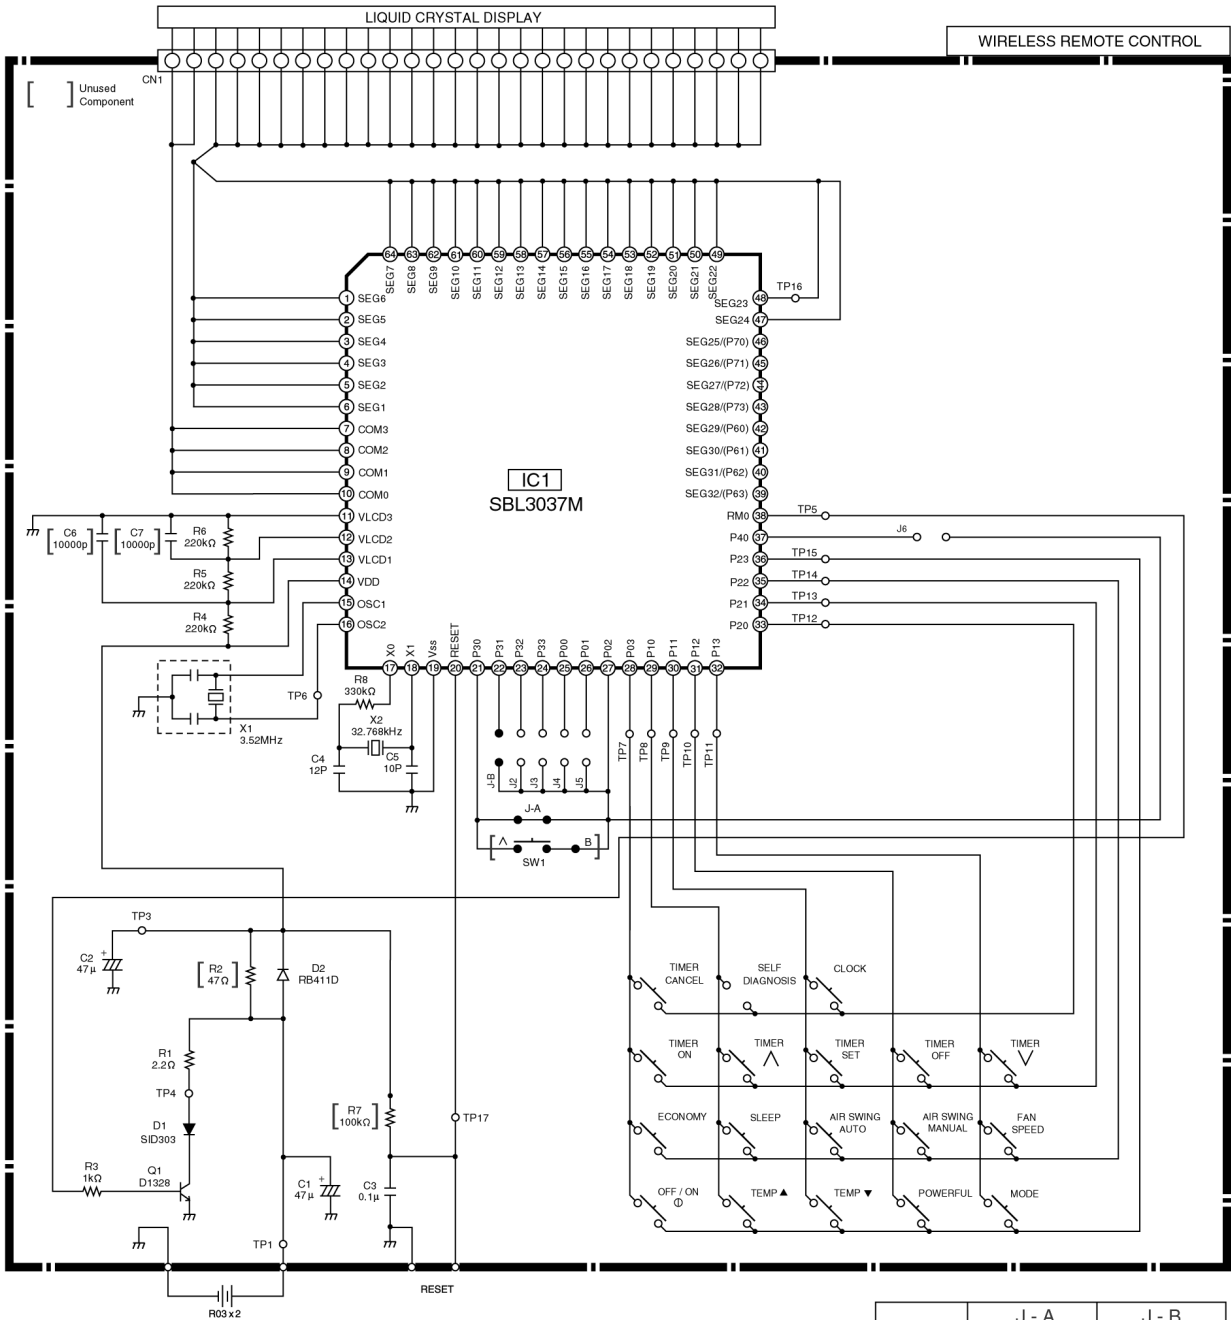 LIQUID CRYSTAL DISPLAY
WIRELESS REMOTE CONTROL
CN1
[ ] Unused
Component
64 63 62 61 60 59 58 57 56 55 54 53 52 51 50 49
SEG7 SEG8 SEG9 SEG10 SEG11 SEG12 SEG13 SEG14 SEG15 SEG16 SEG17 SEG18 SEG19 SEG20 SEG21 SEG22
1 SEG6
2 SEG5
3 SEG4
4 SEG3
5 SEG2
6 SEG1
7 COM3
8 COM2
9 COM1
10 COM0
11 VLCD3
12 VLCD2
13 VLCD1
14 VDD
15 OSC1
16 OSC2
IC1
SBL3037M
SEG23 48 TP16
SEG24 47
SEG25/(P70) 46
SEG26/(P71) 45
SEG27/(P72) 44
SEG28/(P73) 43
SEG29/(P60) 42
SEG30/(P61) 41
SEG31/(P62) 40
SEG32/(P63) 39
RM0 38 TP5
P40 37 J6
P23 36 TP15
P22 35 TP14
P21 34 TP13
P20 33 TP12
X0 X1 Vss RESET P30 P31 P32 P33 P00 P01 P02 P03 P10 P11 P12 P13
17 18 19 20 21 22 23 24 25 26 27 28 29 30 31 32
[ C6
10000p ]
[ C7
10000p ]
R6
220kΩ
R5
220kΩ
R4
220kΩ
X1
3.52MHz
TP6
R8
330kΩ
X2
32.768kHz
C4
12P
C5
10P
J-B J2 J3 J4 J5
TP7 TP8 TP9 TP10 TP11
J-A
[ Λ B ]
SW1
TP3
C2
+
47μ
[ R2
47Ω ]
D2
RB411D
R1
2.2Ω
TP4
D1
SID303
Q1
D1328
R3
1kΩ
C1
+
47μ
[ R7
100kΩ ]
C3
0.1μ
TP17
TP1
R03x2
RESET
TIMER
CANCEL
SELF
DIAGNOSIS
CLOCK
TIMER
ON
TIMER
Λ
TIMER
SET
TIMER
OFF
TIMER
V
ECONOMY
SLEEP
AIR SWING
AUTO
AIR SWING
MANUAL
FAN
SPEED
OFF / ON
TEMP ▲
TEMP ▼
POWERFUL
MODE
J - A J - B